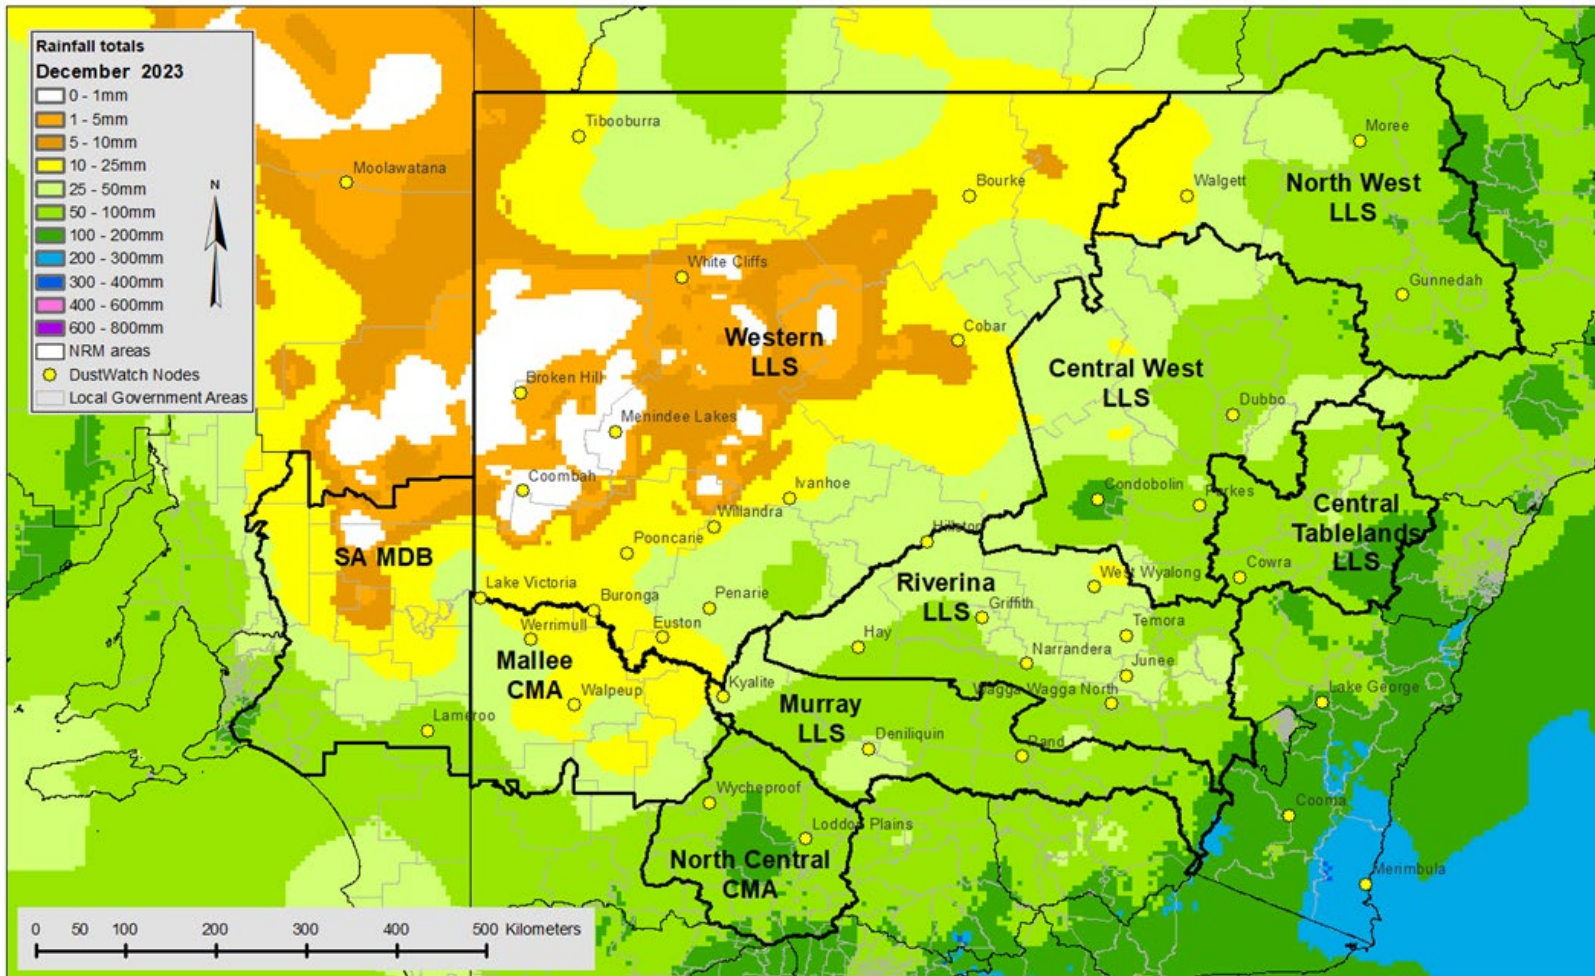 Rainfall totals
December 2023
0 - 1mm
1 - 5mm
5 - 10mm
10 - 25mm
25 - 50mm
50 - 100mm
100 - 200mm
200 - 300mm
300 - 400mm
400 - 600mm
600 - 800mm
NRM areas
DustWatch Nodes
Local Government Areas
N
Tibooburra
Moree
Moolawatana
Bourke
Walgett
North West
LLS
White Cliffs
Gunnedah
Western
LLS
Cobar
Central West
LLS
Broken Hill
Menindee Lakes
Dubbo
Coombah
Ivanhoe
Condobolin
Parkes
Central
Tablelands
LLS
Willandra
Hillston
Pooncarie
SA MDB
Lake Victoria
Buronga
Penarie
Riverina
LLS
West Wyalong
Cowra
Werrimull
Euston
Griffith
Temora
Hay
Narrandera
Junee
Mallee
CMA
Walpeup
Kyalite
Wagga Wagga North
Lake George
Murray
LLS
Lameroo
Deniliquin
Rand
Wycheproof
Loddon Plains
Cooma
North Central
CMA
Merimbula
0 50 100 200 300 400 500 Kilometers